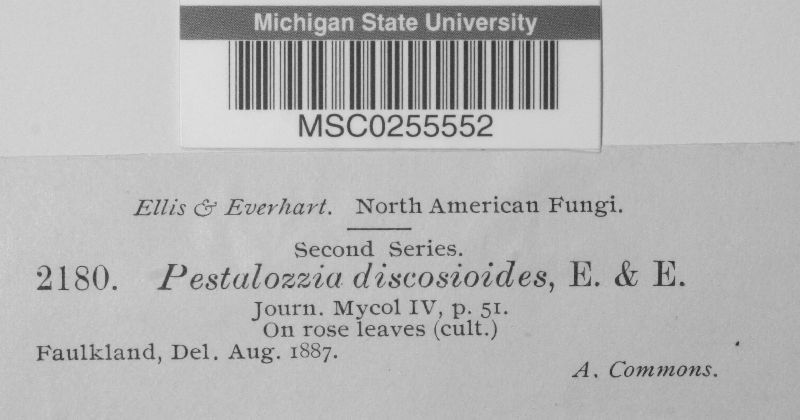 Michigan State University
MSC0255552
Ellis & Everhart. North American Fungi.
Second Series.
2180. Pestalozzia discosioides, E. & E.
Journ. Mycol IV, p. 51.
On rose leaves (cult.)
Faulkland, Del. Aug. 1887.
A. Commons.